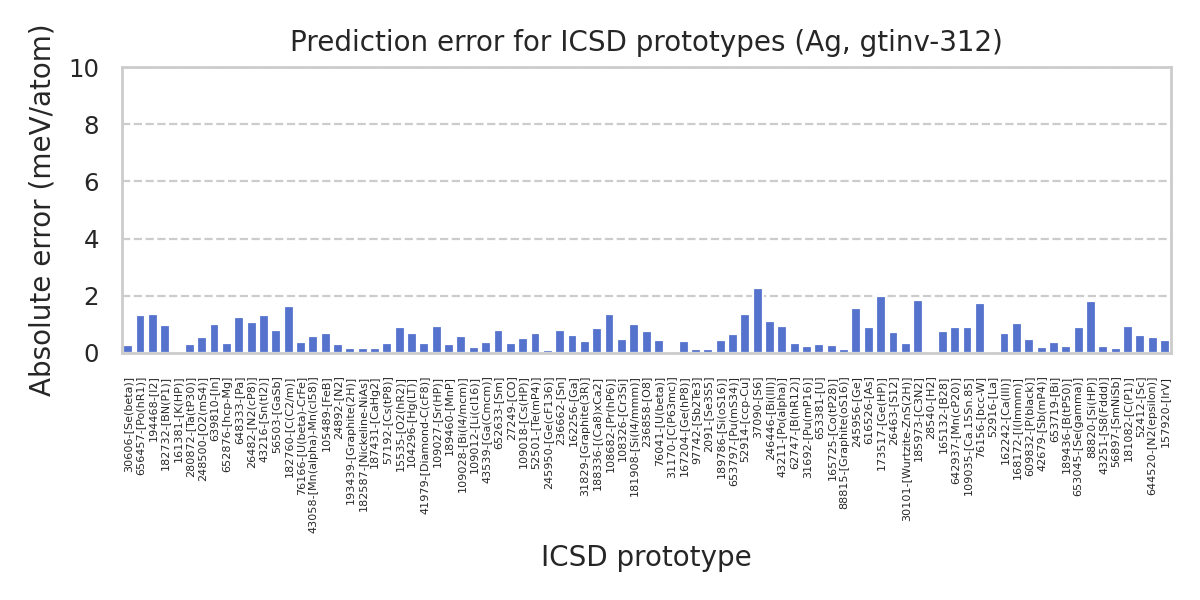 Prediction error for ICSD prototypes (Ag, gtinv-312)
Absolute error (meV/atom)
10
8
6
4
2
0
30606-[Se(beta)]
656457-[Po(hR1)]
194468-[I2]
182732-[BN(P1)]
161381-[K(HP)]
280872-[Ta(tP30)]
248500-[O2(mS4)]
639810-[In]
652876-[hcp-Mg]
648333-[Pa]
26482-[N2(cP8)]
43216-[Sn(tI2)]
56503-[GaSb]
182760-[C(C2/m)]
76166-[U(beta)-CrFe]
43058-[Mn(alpha)-Mn(cI58)]
105489-[FeB]
24892-[N2]
193439-[Graphite(2H)]
182587-[Nickeline-NiAs]
187431-[CaHg2]
57192-[Cs(tP8)]
15535-[O2(hR2)]
104296-[Hg(LT)]
41979-[Diamond-C(cF8)]
109027-[Sr(HP)]
189460-[MnP]
109028-[Bi(I4/mcm)]
109012-[Li(cI16)]
43539-[Ga(Cmcm)]
652633-[Sm]
27249-[CO]
109018-[Cs(HP)]
52501-[Te(mP4)]
245950-[Ge(cF136)]
236662-[Sn]
162256-[Ga]
31829-[Graphite(3R)]
188336-[(Ca8)xCa2]
108682-[Pr(hP6)]
108326-[Cr3Si]
181908-[Si(I4/mmm)]
236858-[O8]
76041-[U(beta)]
31170-[C(P63mc)]
167204-[Ge(hP8)]
97742-[Sb2Te3]
2091-[Se3S5]
189786-[Si(oS16)]
653797-[Pu(mS34)]
52914-[ccp-Cu]
37090-[S6]
246446-[Bi(III)]
43211-[Po(alpha)]
62747-[B(hR12)]
31692-[Pu(mP16)]
653381-[U]
165725-[Co(tP28)]
88815-[Graphite(oS16)]
245956-[Ge]
616526-[As]
173517-[Ge(HP)]
26463-[S12]
30101-[Wurtzite-ZnS(2H)]
185973-[C3N2]
28540-[H2]
165132-[B28]
642937-[Mn(cP20)]
109035-[Ca.15Sn.85]
76156-[bcc-W]
52916-[La]
162242-[Ca(III)]
168172-[I(Immm)]
609832-[P(black)]
42679-[Sb(mP4)]
653719-[Bi]
189436-[B(tP50)]
653045-[Se(gamma)]
88820-[Si(HP)]
43251-[S8(Fddd)]
56897-[SmNiSb]
181082-[C(P1)]
52412-[Sc]
644520-[N2(epsilon)]
157920-[IrV]
ICSD prototype